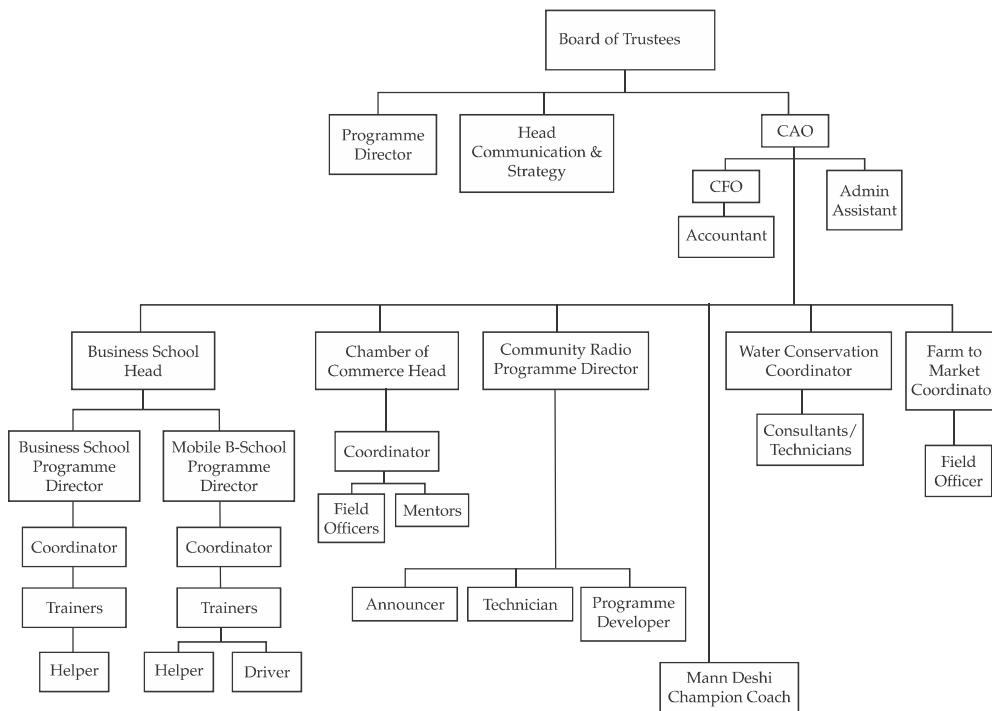 Board of Trustees
Programme
Director
Head
Communication &
Strategy
CAO
CFO
Admin
Assistant
Accountant
Business School
Head
Chamber of
Commerce Head
Community Radio
Programme Director
Water Conservation
Coordinator
Farm to
Market
Coordinator
Business School
Programme
Director
Mobile B-School
Programme
Director
Coordinator
Consultants/
Technicians
Field
Officer
Field
Officers
Mentors
Coordinator
Coordinator
Trainers
Trainers
Announcer
Technician
Programme
Developer
Helper
Helper
Driver
Mann Deshi
Champion Coach